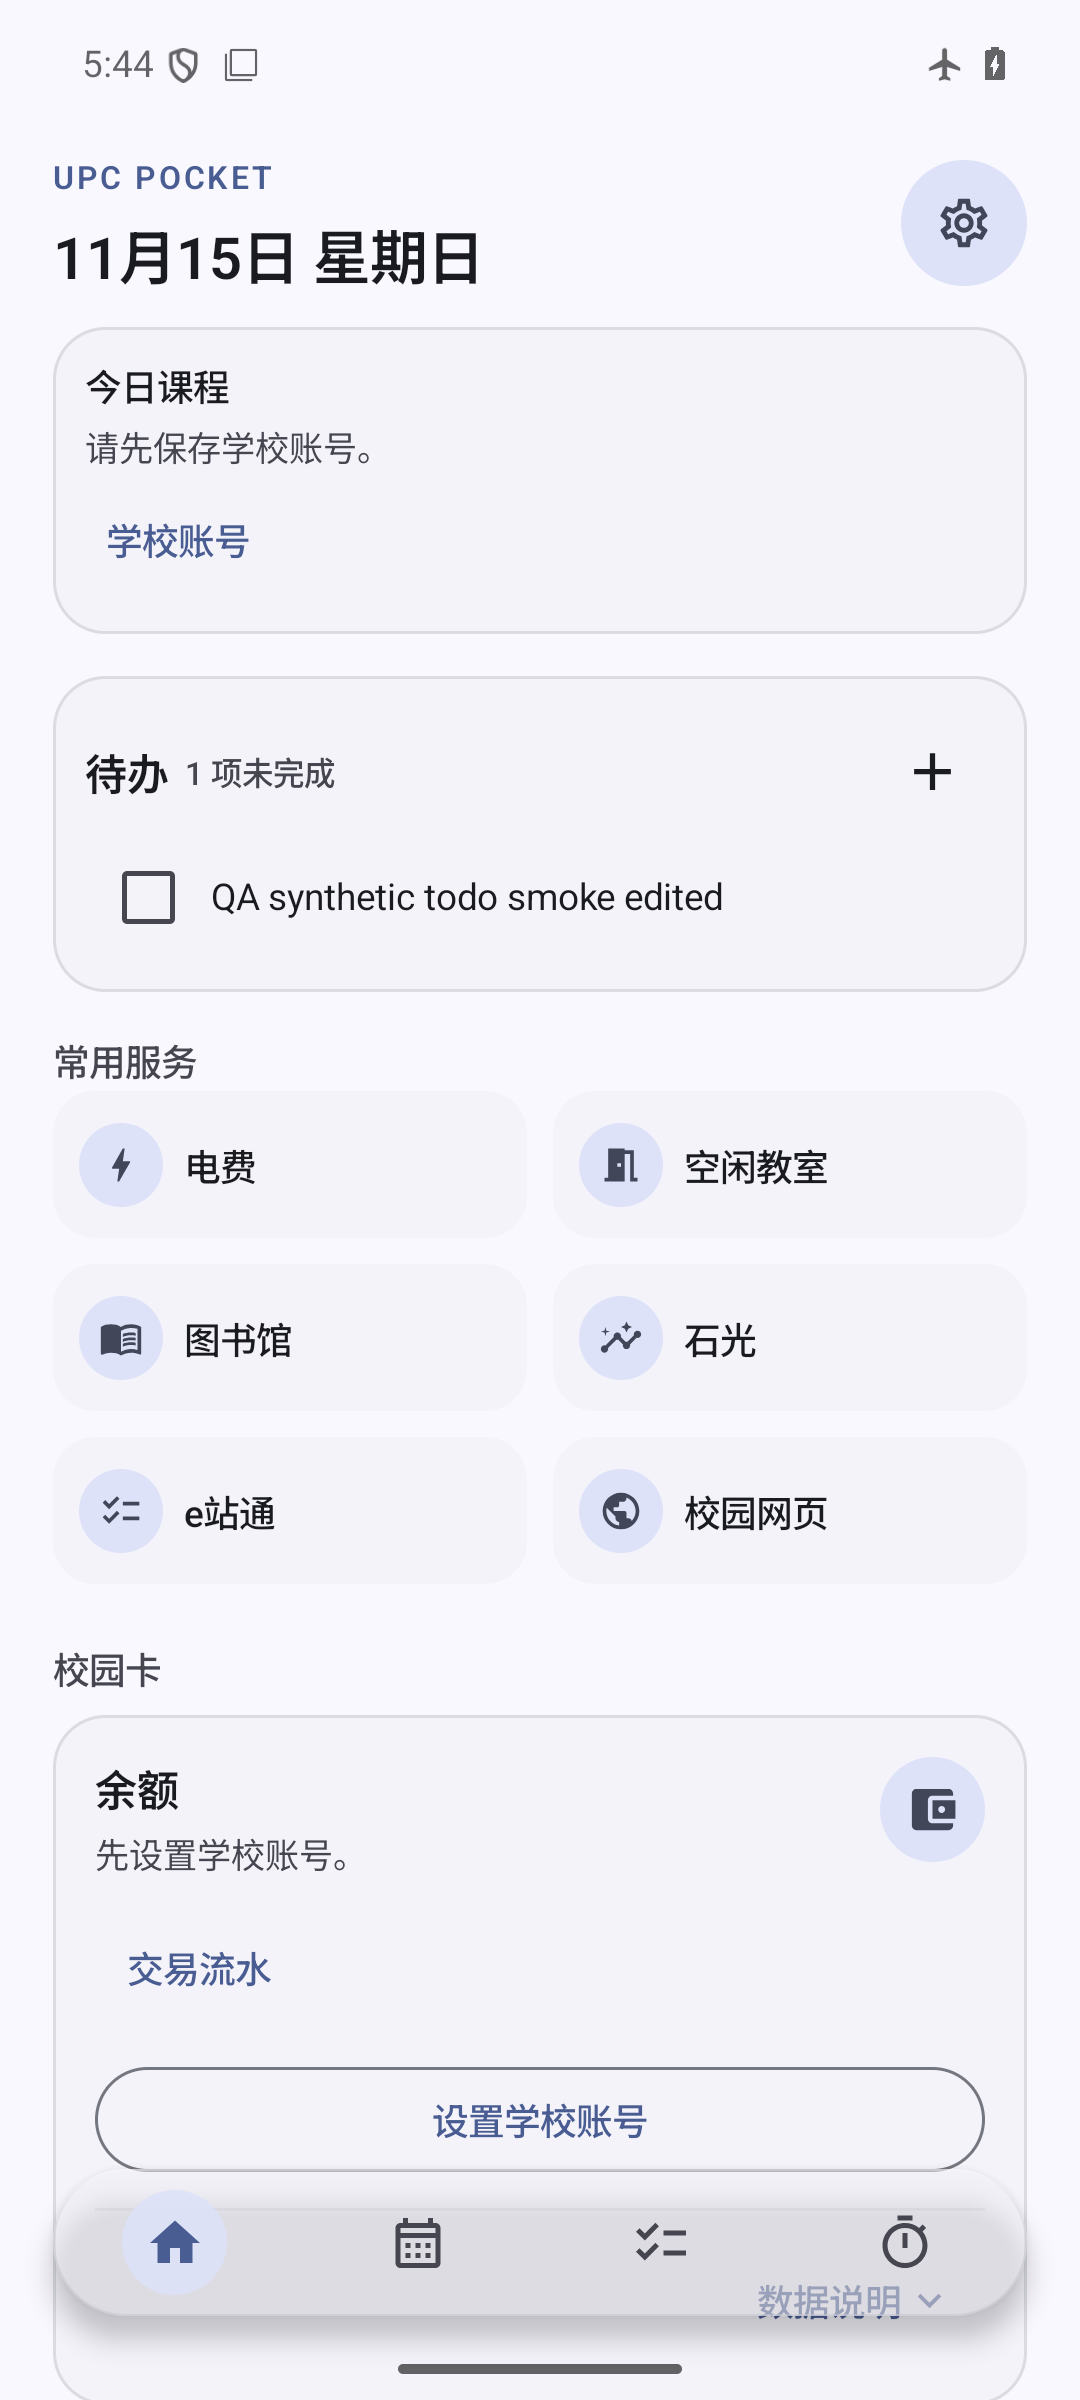 5:44
UPC POCKET
11月15日 星期日
今日课程
请先保存学校账号。
学校账号
待办 1 项未完成
QA synthetic todo smoke edited
常用服务
电费
空闲教室
图书馆
石光
e站通
校园网页
校园卡
余额
先设置学校账号。
交易流水
设置学校账号
数据说明